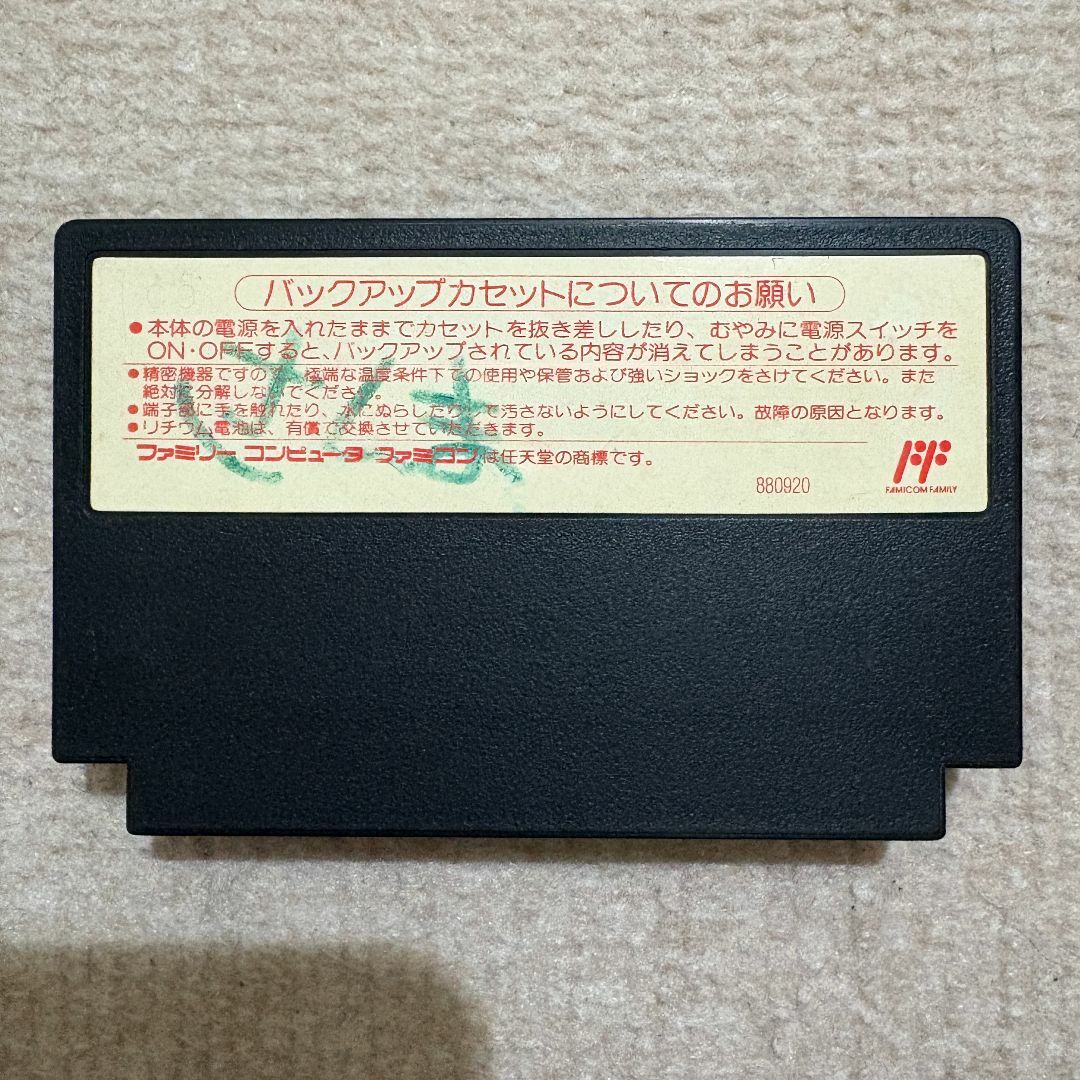 バックアップカセットについてのお願い
●本体の電源を入れたままでカセットを抜き差ししたり、むやみに電源スイッチを
ON・OFFすると、バックアップされている内容が消えてしまうことがあります。
●精密機器ですので、極端な温度条件下での使用や保管および強いショックをさけてください。また
絶対に分解しないでください。
●端子部に手を触れたり、水にぬらしたりして汚さないようにしてください。故障の原因となります。
●リチウム電池は、有償で交換させていただきます。
ファミリー コンピュータ ファミコンは任天堂の商標です。
880920
FAMICOM FAMILY